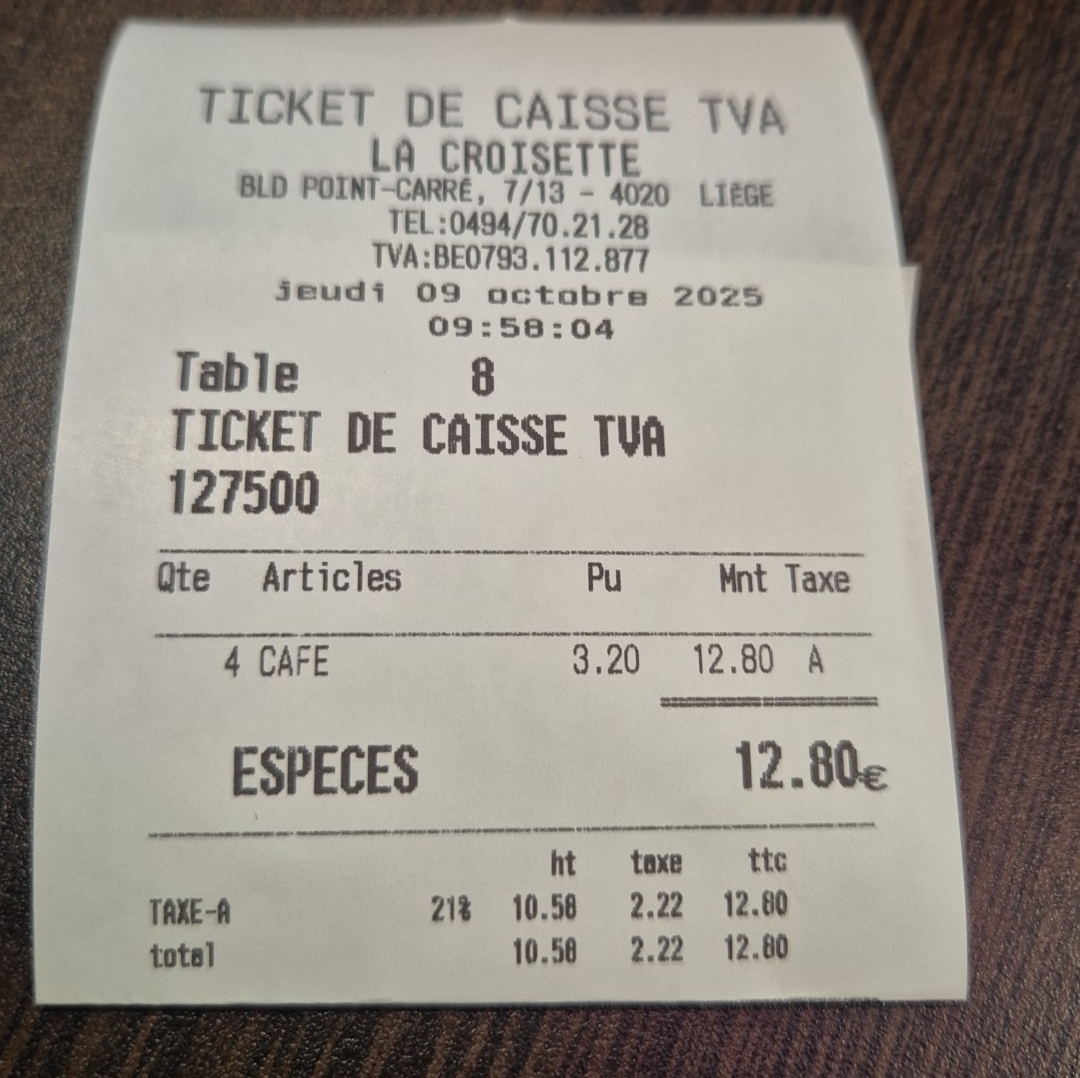 TICKET DE CAISSE TVA
LA CROISETTE
BLD POINT-CARRÉ, 7/13 - 4020 LIÈGE
TEL:0494/70.21.28
TVA:BE0793.112.877
jeudi 09 octobre 2025
09:58:04
Table 8
TICKET DE CAISSE TVA
127500
Qte Articles Pu Mnt Taxe
4 CAFE 3.20 12.80 A
ESPECES 12.80€
ht taxe ttc
TAXE-A 21% 10.58 2.22 12.80
total 10.58 2.22 12.80